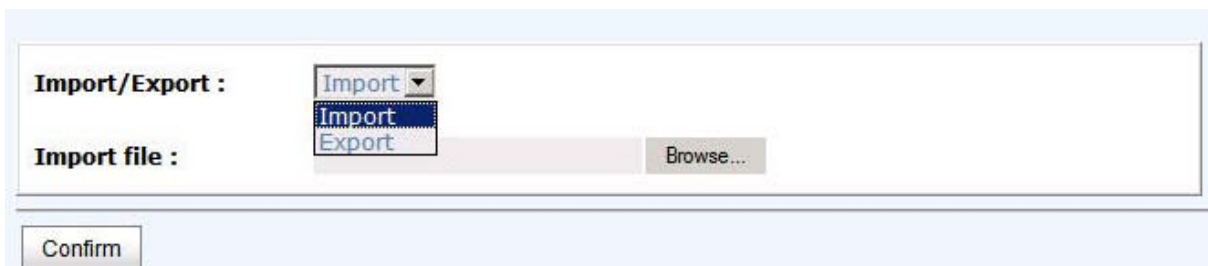 Import/Export : Import
Import
Export
Import file : Browse...
Confirm